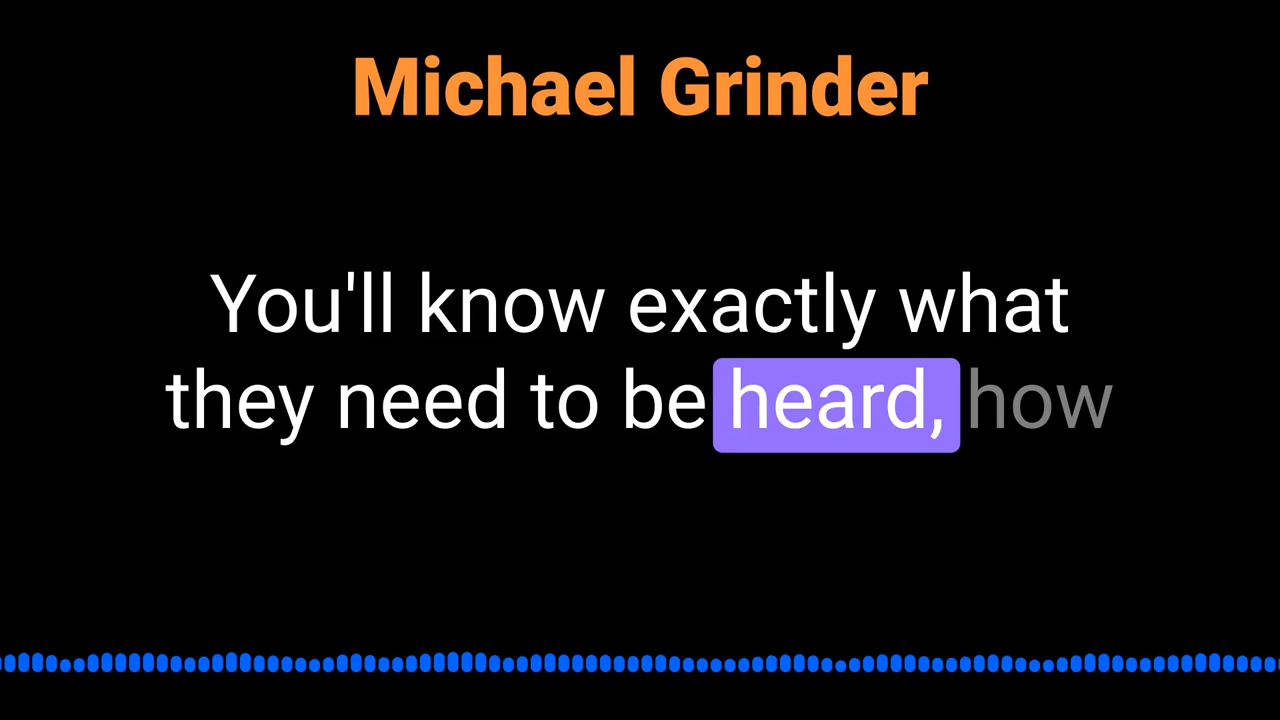 Michael Grinder
You'll know exactly what
they need to be heard, how